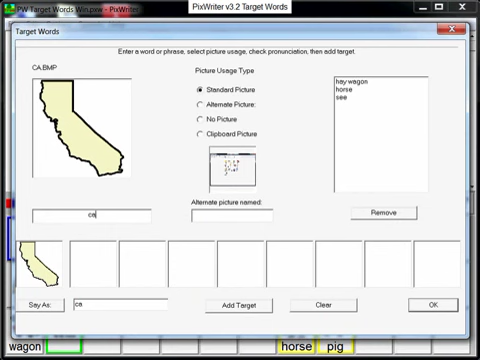 PixWriter v3.2 Target Words
PW Target Words Win.pxw - PixWriter
Target Words
Enter a word or phrase, select picture usage, check pronunciation, then add target.
CA.BMP
Picture Usage Type
Standard Picture
Alternate Picture:
No Picture
Clipboard Picture
hay wagon
horse
see
ca
Alternate picture named:
Remove
Say As:
ca
Add Target
Clear
OK
wagon
horse
pig